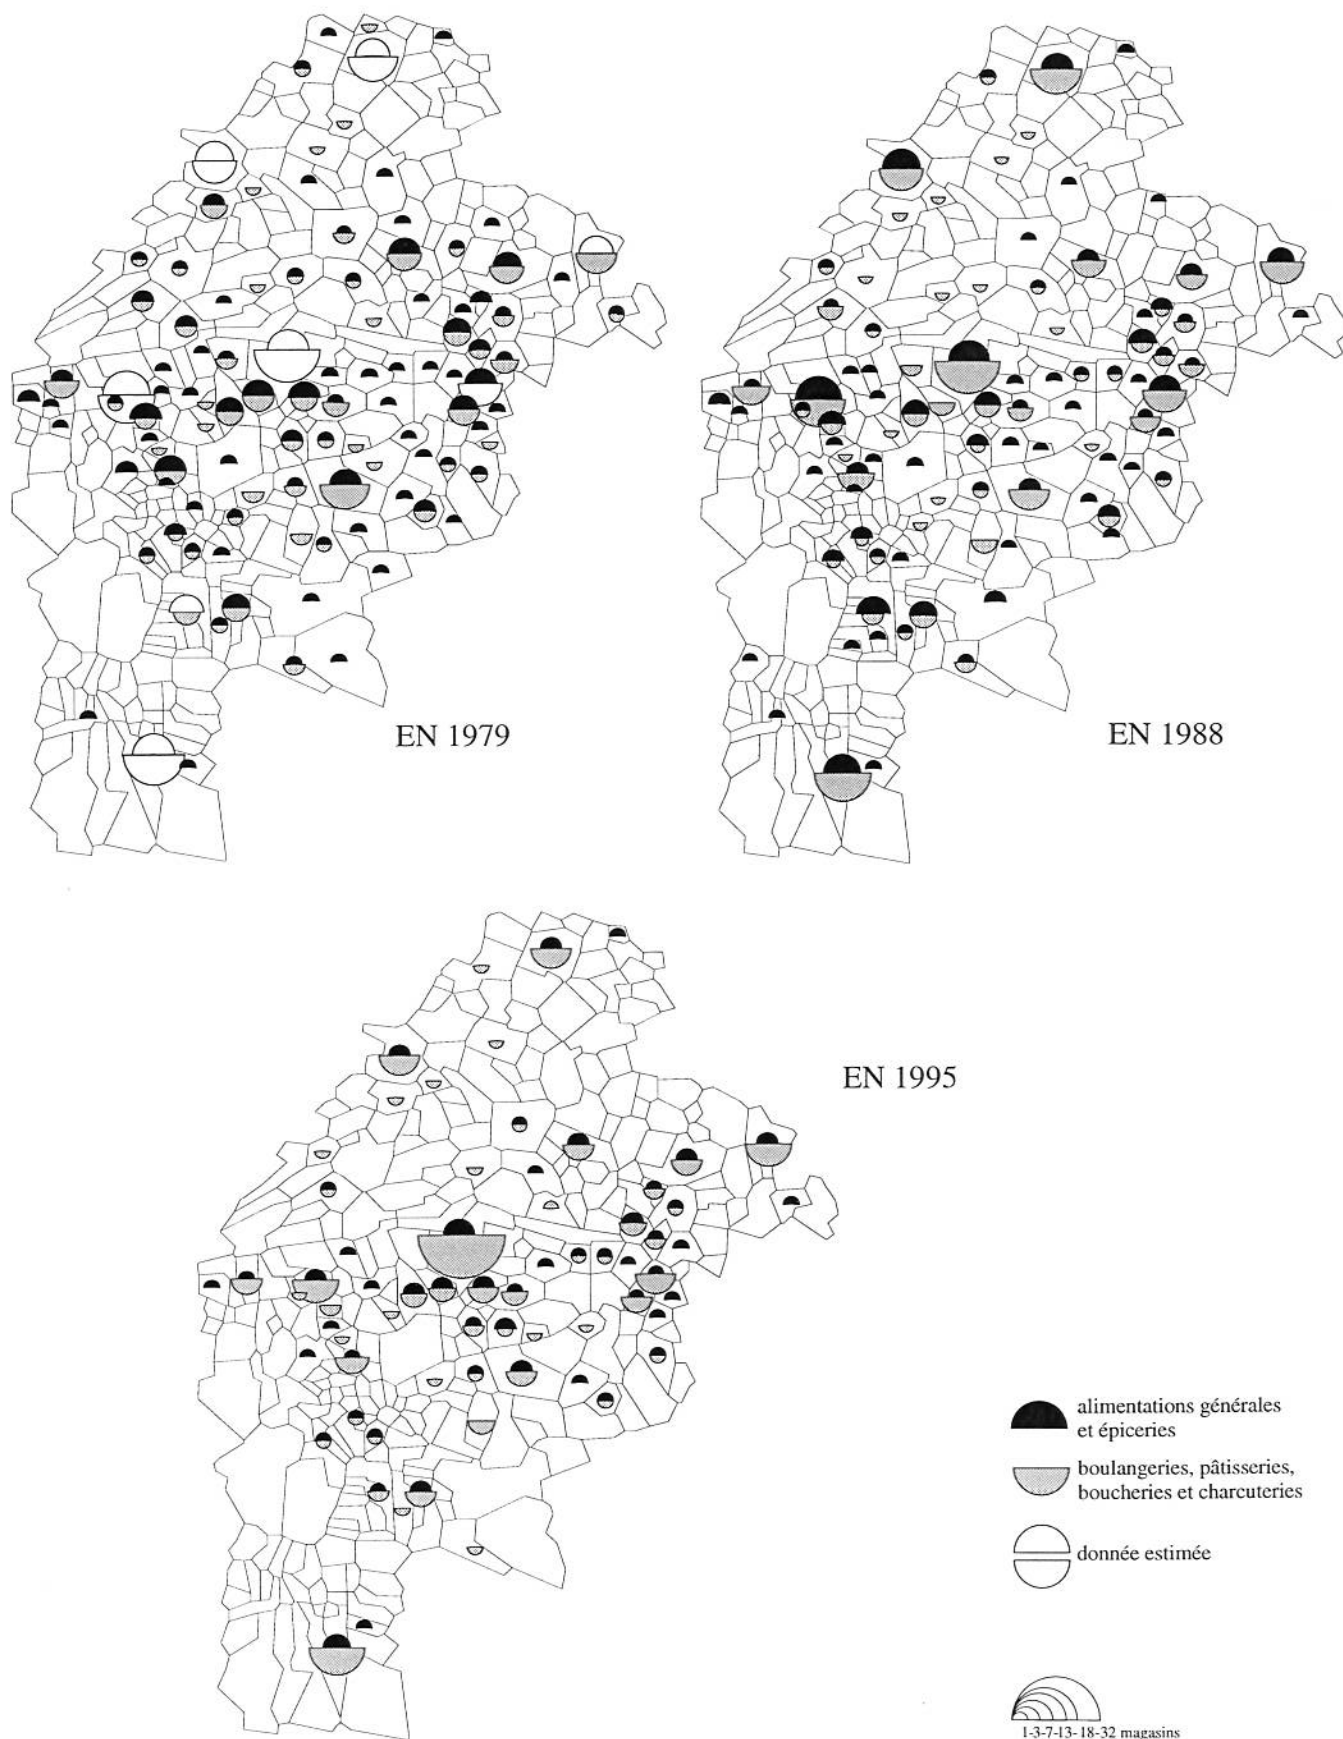 EN 1979
EN 1988
EN 1995
alimentations générales
et épiceries
boulangeries, pâtisseries,
boucheries et charcuteries
donnée estimée
1-3-7-13-18-32 magasins